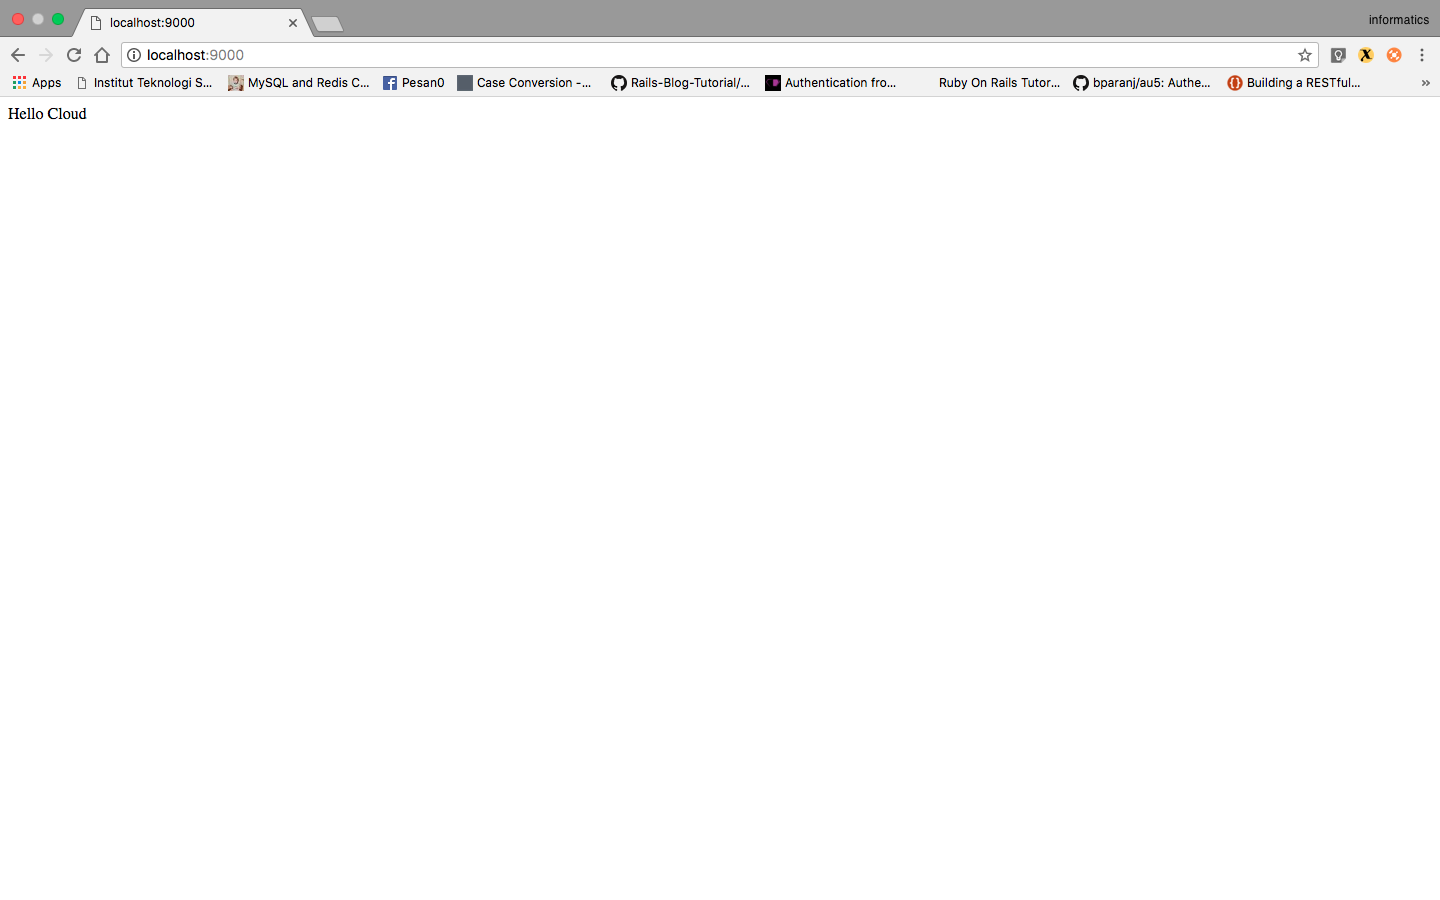 localhost:9000
informatics
localhost:9000
Apps Institut Teknologi S... MySQL and Redis C... Pesan0 Case Conversion -... Rails-Blog-Tutorial/... Authentication fro... Ruby On Rails Tutor... bparanj/au5: Authe... Building a RESTful... »
Hello Cloud